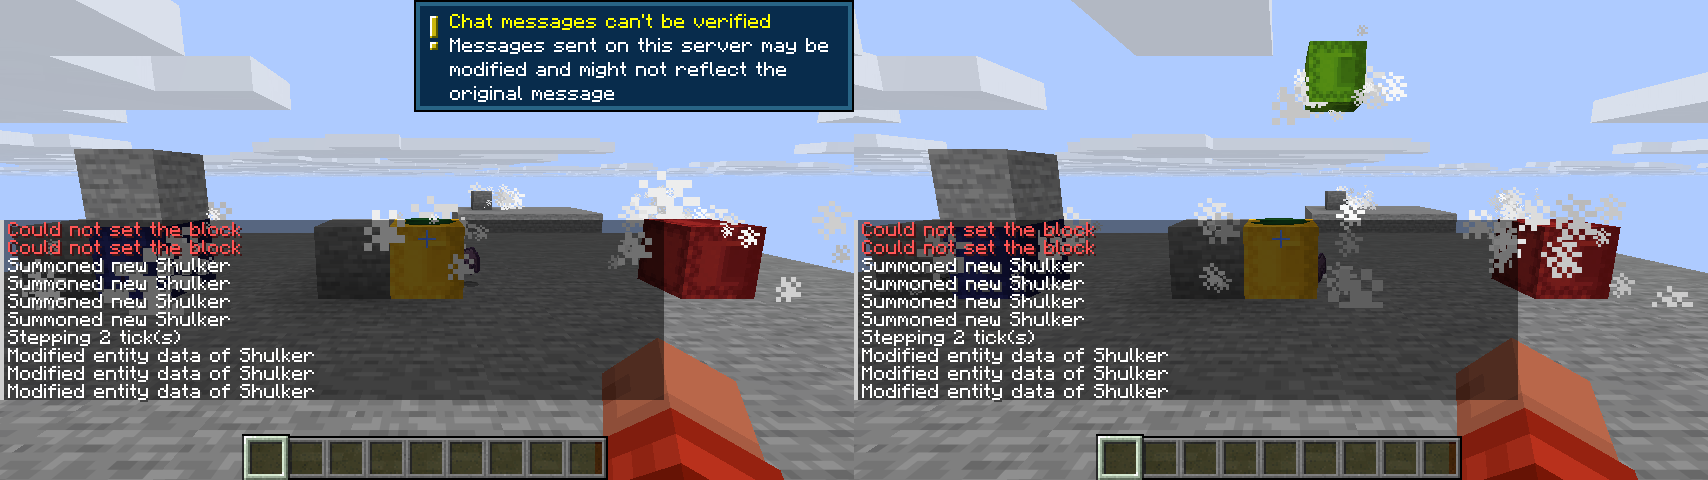 Chat messages can't be verified
Messages sent on this server may be
modified and might not reflect the
original message
Could not set the block
Could not set the block
Summoned new Shulker
Summoned new Shulker
Summoned new Shulker
Summoned new Shulker
Stepping 2 tick(s)
Modified entity data of Shulker
Modified entity data of Shulker
Modified entity data of Shulker
Could not set the block
Could not set the block
Summoned new Shulker
Summoned new Shulker
Summoned new Shulker
Summoned new Shulker
Stepping 2 tick(s)
Modified entity data of Shulker
Modified entity data of Shulker
Modified entity data of Shulker